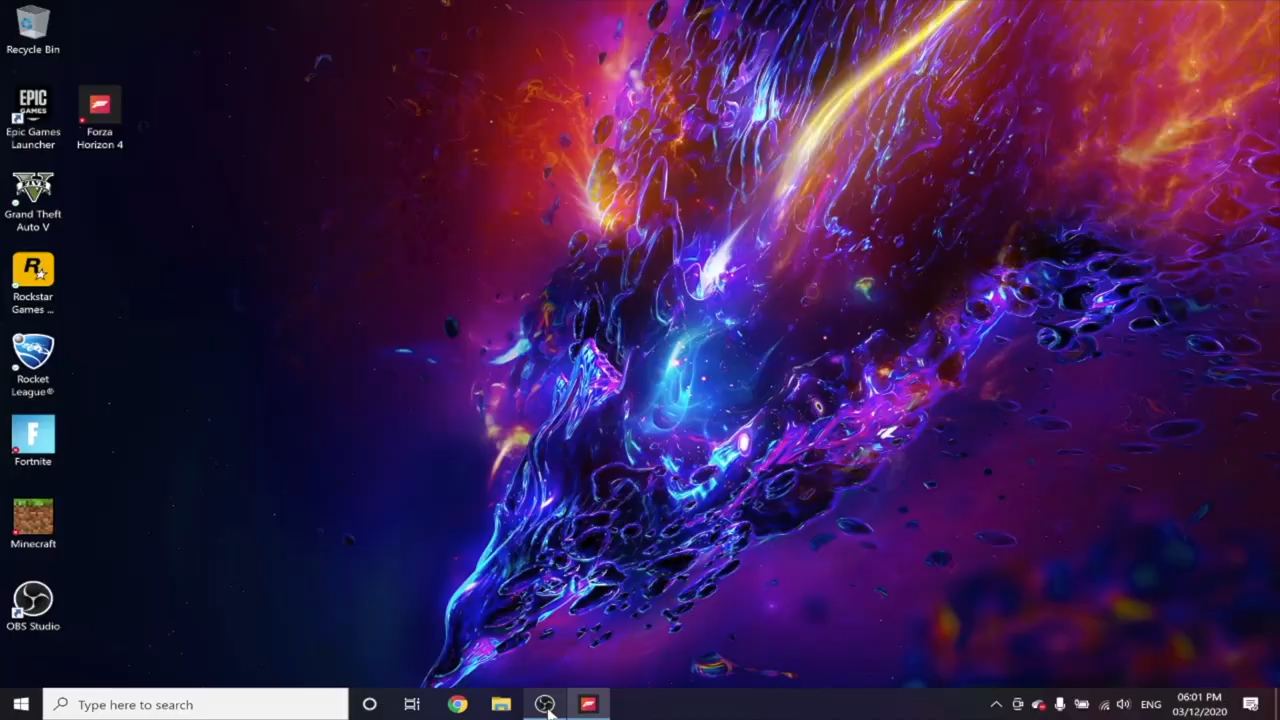 Recycle Bin
EPIC
GAMES
Epic Games
Launcher
Forza
Horizon 4
V
Grand Theft
Auto V
R
Rockstar
Games ...
Rocket
League®
F
Fortnite
Minecraft
OBS Studio
Type here to search
ENG
06:01 PM
03/12/2020